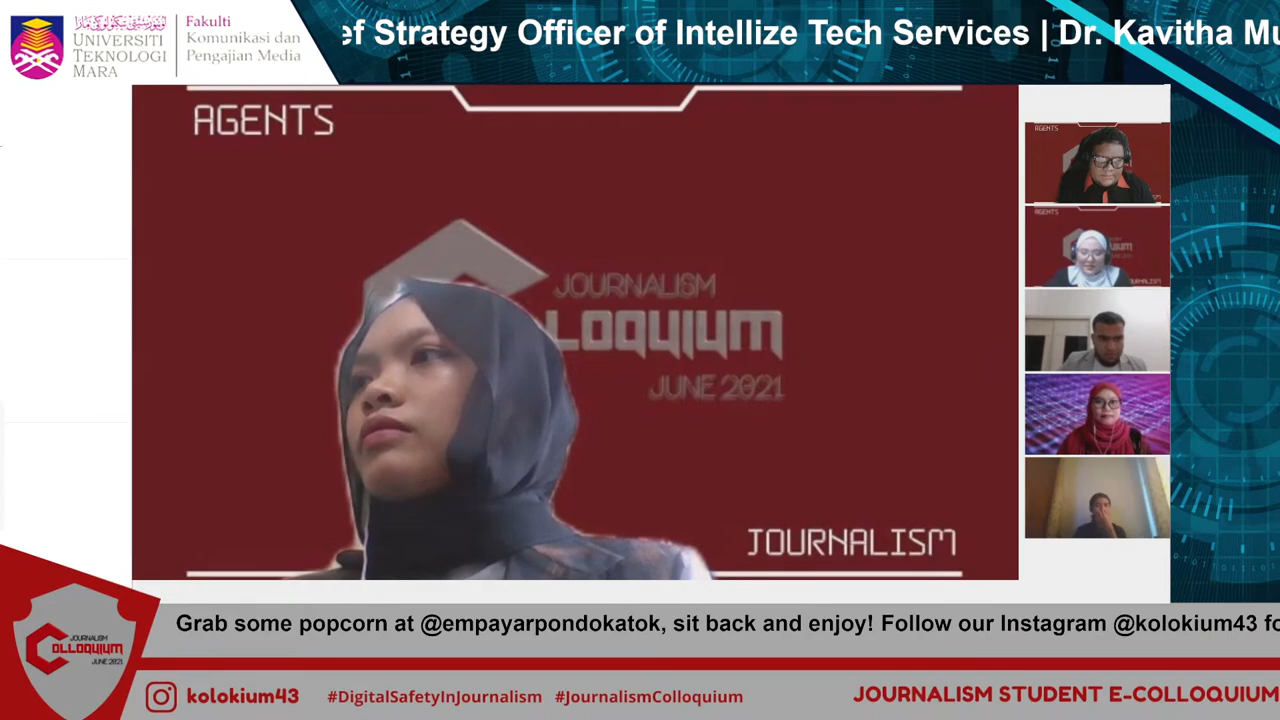 UNIVERSITI
TEKNOLOGI
MARA
Fakulti
Komunikasi dan
Pengajian Media
ef Strategy Officer of Intellize Tech Services | Dr. Kavitha Mu
AGENTS
JOURNALISM
LOQUIUM
JUNE 2021
JOURNALISM
AGENTS
AGENTS
Grab some popcorn at @empayarpondokatok, sit back and enjoy! Follow our Instagram @kolokium43 fo
JOURNALISM
COLLOQUIUM
JUNE 2021
kolokium43 #DigitalSafetyInJournalism #JournalismColloquium JOURNALISM STUDENT E-COLLOQUIUM